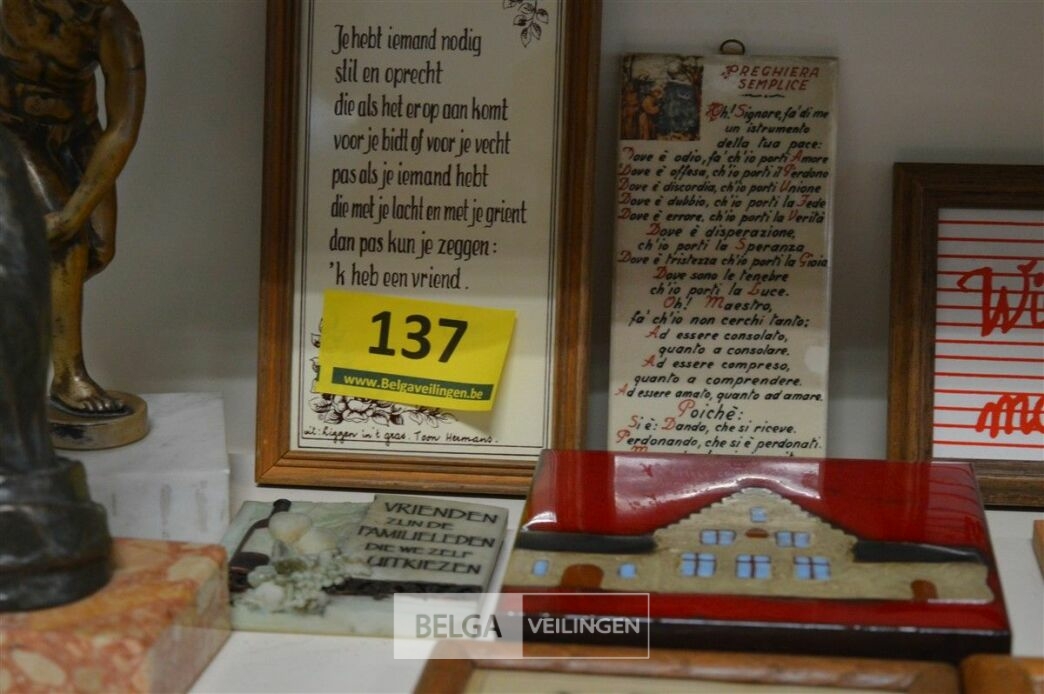 Je hebt iemand nodig
stil en oprecht
die als het er op aan komt
voor je bidt of voor je vecht
pas als je iemand hebt
die met je lacht en met je grient
dan pas kun je zeggen:
'k heb een vriend.
137
www.Belgaveilingen.be
uit: liggen in 't gras. Toon Hermans.
PREGHIERA
SEMPLICE
Oh! Signore, fa' di me
un istrumento
della tua pace:
Dove è odio, fa' ch'io porti Amore
Dove è offesa, ch'io porti il Perdono
Dove è discordia, ch'io porti Unione
Dove è dubbio, ch'io porti la Fede
Dove è errore, ch'io porti la Verità
Dove è disperazione,
ch'io porti la Speranza
Dove è tristezza ch'io porti la Gioia
Dove sono le tenebre
ch'io porti la Luce.
Oh! Maestro,
fa' ch'io non cerchi tanto:
Ad essere consolato,
quanto a consolare.
Ad essere compreso,
quanto a comprendere.
Ad essere amato, quanto ad amare.
Poichè:
Si è: Dando, che si riceve.
Perdonando, che si è perdonati.
VRIENDEN
ZIJN DE
FAMILIELEDEN
DIE WE ZELF
UITKIEZEN
BELGA VEILINGEN